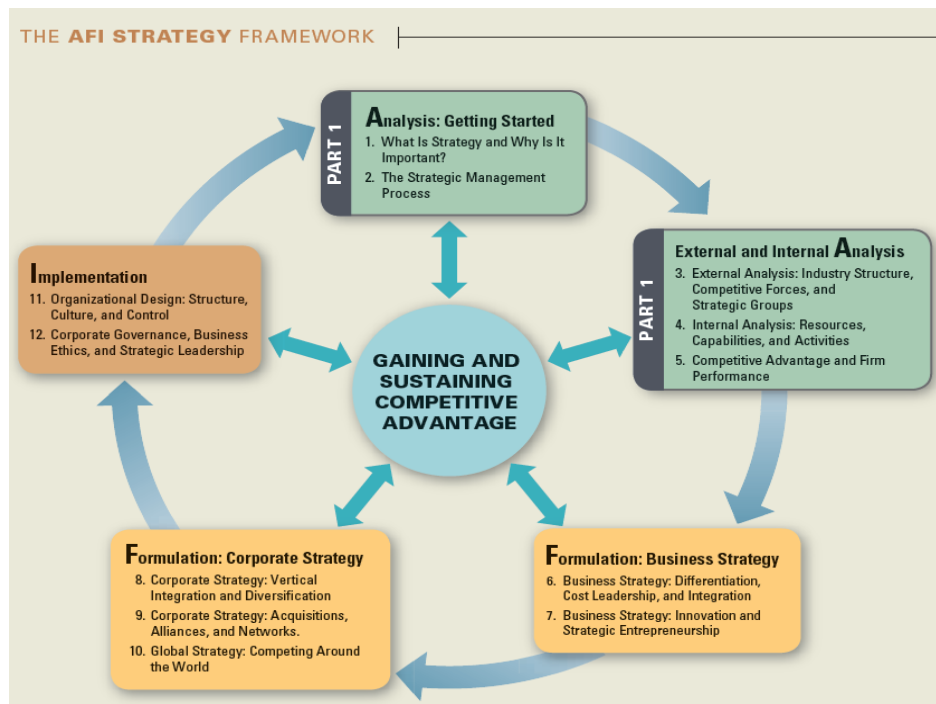 THE AFI STRATEGY FRAMEWORK
PART 1
Analysis: Getting Started
1. What Is Strategy and Why Is It
Important?
2. The Strategic Management
Process
PART 1
External and Internal Analysis
3. External Analysis: Industry Structure,
Competitive Forces, and
Strategic Groups
4. Internal Analysis: Resources,
Capabilities, and Activities
5. Competitive Advantage and Firm
Performance
Implementation
11. Organizational Design: Structure,
Culture, and Control
12. Corporate Governance, Business
Ethics, and Strategic Leadership
GAINING AND
SUSTAINING
COMPETITIVE
ADVANTAGE
Formulation: Corporate Strategy
8. Corporate Strategy: Vertical
Integration and Diversification
9. Corporate Strategy: Acquisitions,
Alliances, and Networks.
10. Global Strategy: Competing Around
the World
Formulation: Business Strategy
6. Business Strategy: Differentiation,
Cost Leadership, and Integration
7. Business Strategy: Innovation and
Strategic Entrepreneurship